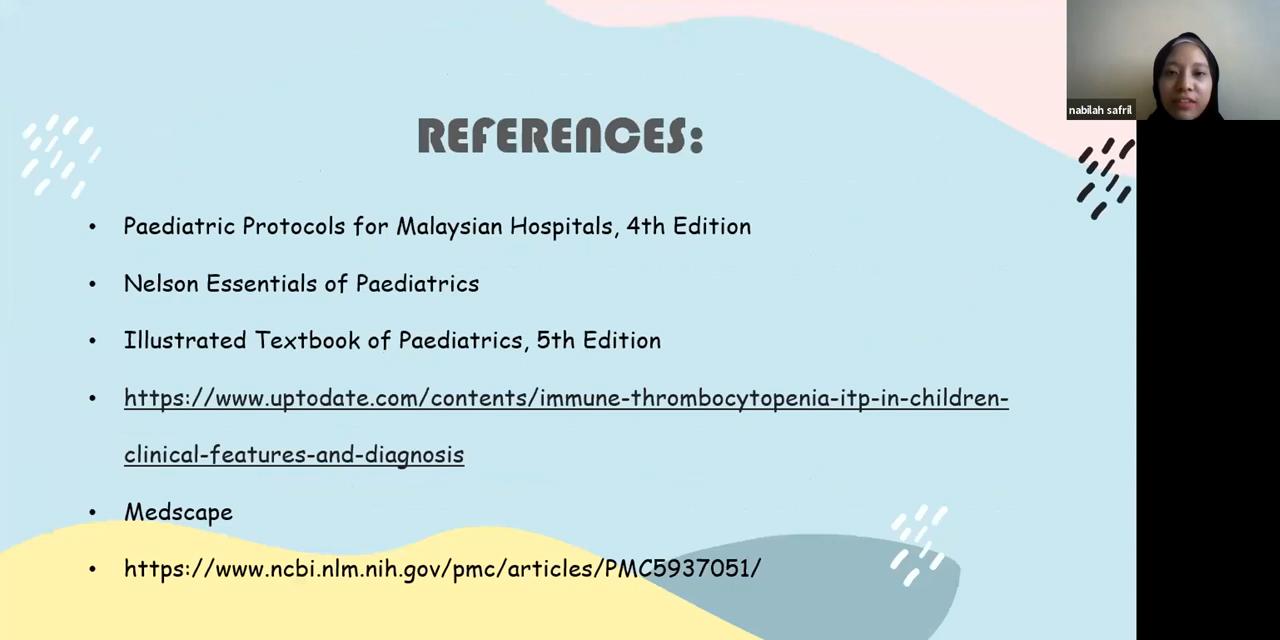 nabilah safril
REFERENCES:
• Paediatric Protocols for Malaysian Hospitals, 4th Edition
• Nelson Essentials of Paediatrics
• Illustrated Textbook of Paediatrics, 5th Edition
• https://www.uptodate.com/contents/immune-thrombocytopenia-itp-in-children-
clinical-features-and-diagnosis
• Medscape
• https://www.ncbi.nlm.nih.gov/pmc/articles/PMC5937051/